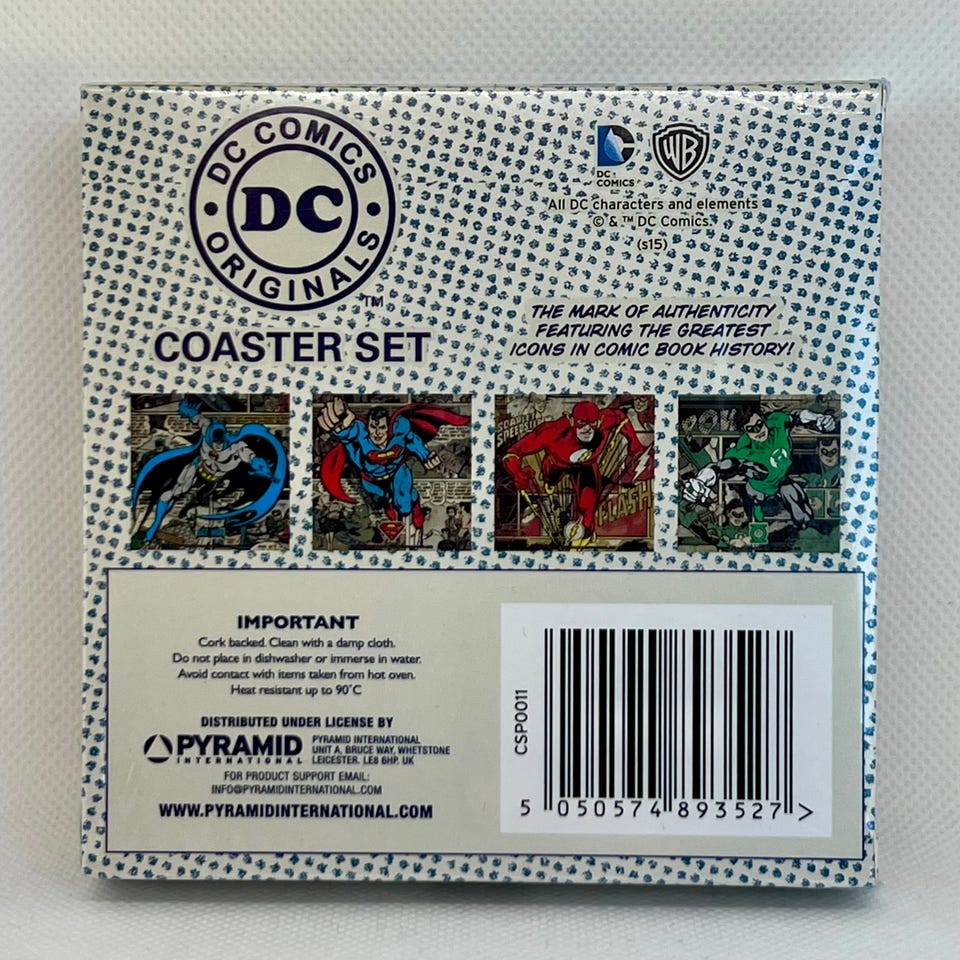 DC COMICS
DC
ORIGINALS
TM
COASTER SET
DC
COMICS
WB
All DC characters and elements
© & ™ DC Comics.
(s15)
THE MARK OF AUTHENTICITY
FEATURING THE GREATEST
ICONS IN COMIC BOOK HISTORY!
SCARLET
SPEEDSTER
FLASH
IMPORTANT
Cork backed. Clean with a damp cloth.
Do not place in dishwasher or immerse in water.
Avoid contact with items taken from hot oven.
Heat resistant up to 90°C
DISTRIBUTED UNDER LICENSE BY
PYRAMID
INTERNATIONAL
PYRAMID INTERNATIONAL
UNIT A, BRUCE WAY, WHETSTONE
LEICESTER. LE8 6HP. UK
FOR PRODUCT SUPPORT EMAIL:
INFO@PYRAMIDINTERNATIONAL.COM
WWW.PYRAMIDINTERNATIONAL.COM
CSP0011
5 050574 893527 >